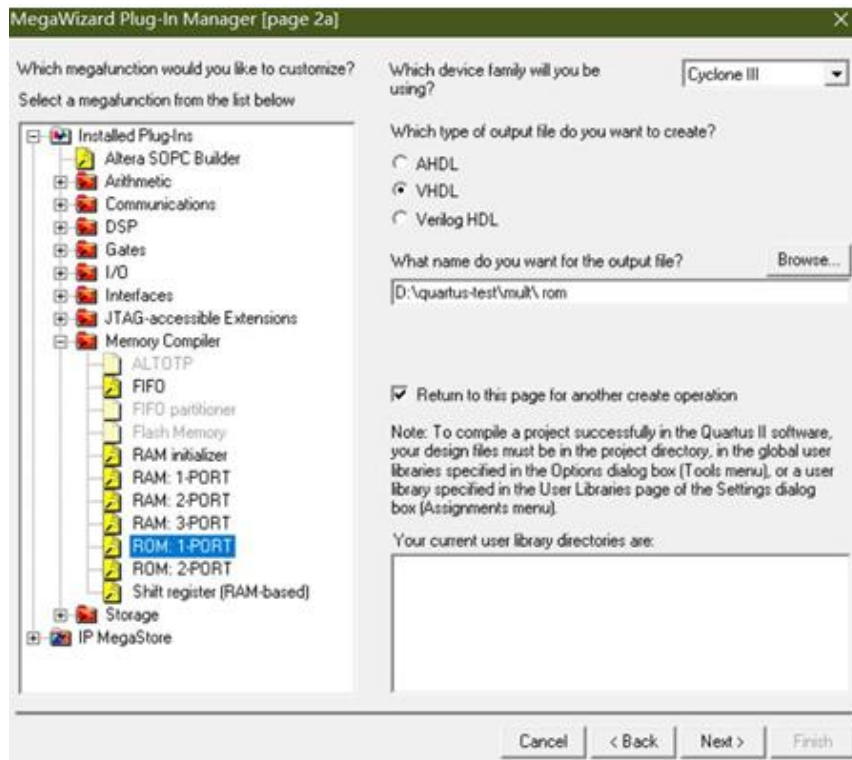 MegaWizard Plug-In Manager [page 2a]
Which megafunction would you like to customize?
Select a megafunction from the list below
Installed Plug-Ins
Altera SOPC Builder
Arithmetic
Communications
DSP
Gates
I/O
Interfaces
JTAG-accessible Extensions
Memory Compiler
ALTOTP
FIFO
FIFO partitioner
Flash Memory
RAM initializer
RAM: 1-PORT
RAM: 2-PORT
RAM: 3-PORT
ROM: 1-PORT
ROM: 2-PORT
Shift register (RAM-based)
Storage
IP MegaStore
Which device family will you be
using?
Cyclone III
Which type of output file do you want to create?
AHDL
VHDL
Verilog HDL
What name do you want for the output file?
Browse...
D:\quartus-test\mult\ rom
Return to this page for another create operation
Note: To compile a project successfully in the Quartus II software,
your design files must be in the project directory, in the global user
libraries specified in the Options dialog box (Tools menu), or a user
library specified in the User Libraries page of the Settings dialog
box (Assignments menu).
Your current user library directories are:
Cancel
< Back
Next >
Finish